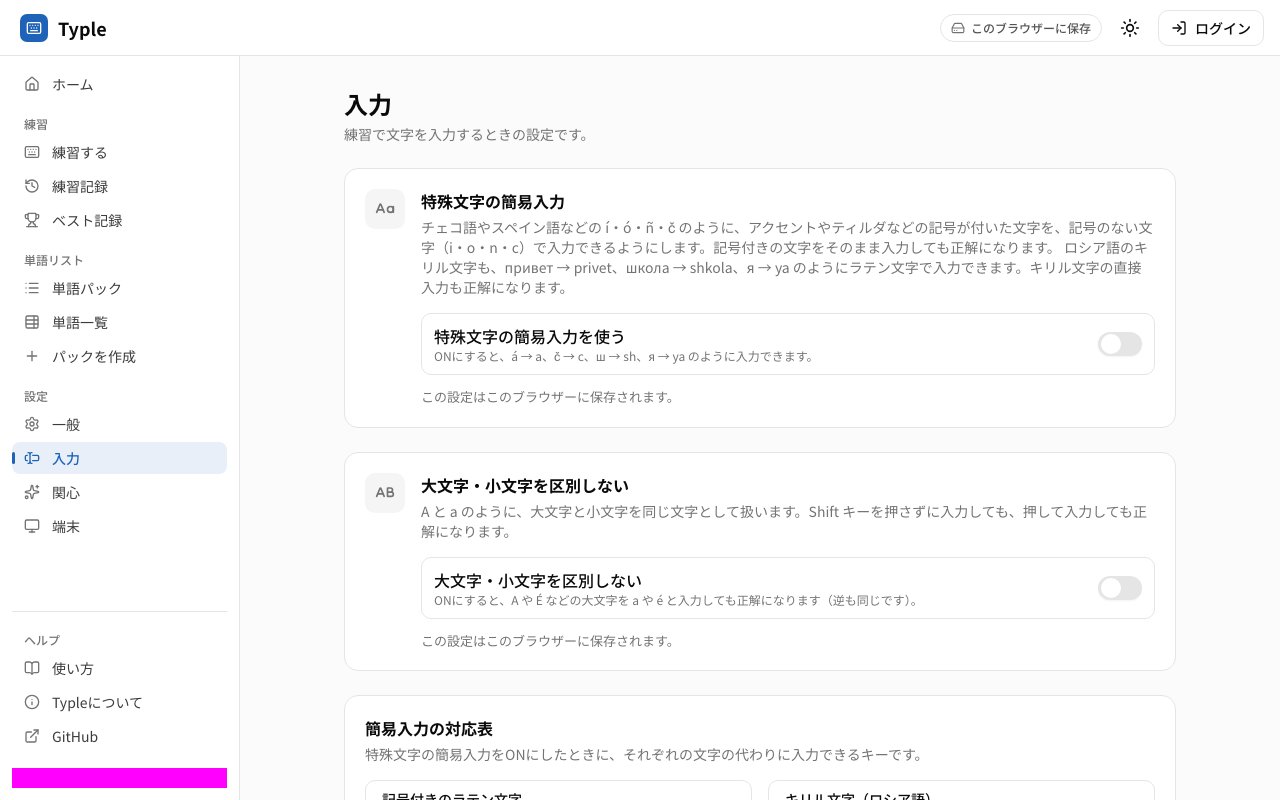 Typle
このブラウザーに保存
ログイン
ホーム
練習
練習する
練習記録
ベスト記録
単語リスト
単語パック
単語一覧
パックを作成
設定
一般
入力
関心
端末
ヘルプ
使い方
Typleについて
GitHub
入力
練習で文字を入力するときの設定です。
Aa
特殊文字の簡易入力
チェコ語やスペイン語などの í・ó・ñ・č のように、アクセントやティルダなどの記号が付いた文字を、記号のない文
字（i・o・n・c）で入力できるようにします。記号付きの文字をそのまま入力しても正解になります。 ロシア語のキ
リル文字も、привет → privet、школа → shkola、я → ya のようにラテン文字で入力できます。キリル文字の直接
入力も正解になります。
特殊文字の簡易入力を使う
ONにすると、á → a、č → c、ш → sh、я → ya のように入力できます。
この設定はこのブラウザーに保存されます。
AB
大文字・小文字を区別しない
A と a のように、大文字と小文字を同じ文字として扱います。Shift キーを押さずに入力しても、押して入力しても正
解になります。
大文字・小文字を区別しない
ONにすると、A や É などの大文字を a や é と入力しても正解になります（逆も同じです）。
この設定はこのブラウザーに保存されます。
簡易入力の対応表
特殊文字の簡易入力をONにしたときに、それぞれの文字の代わりに入力できるキーです。
記号付きのラテン文字
キリル文字（ロシア語）